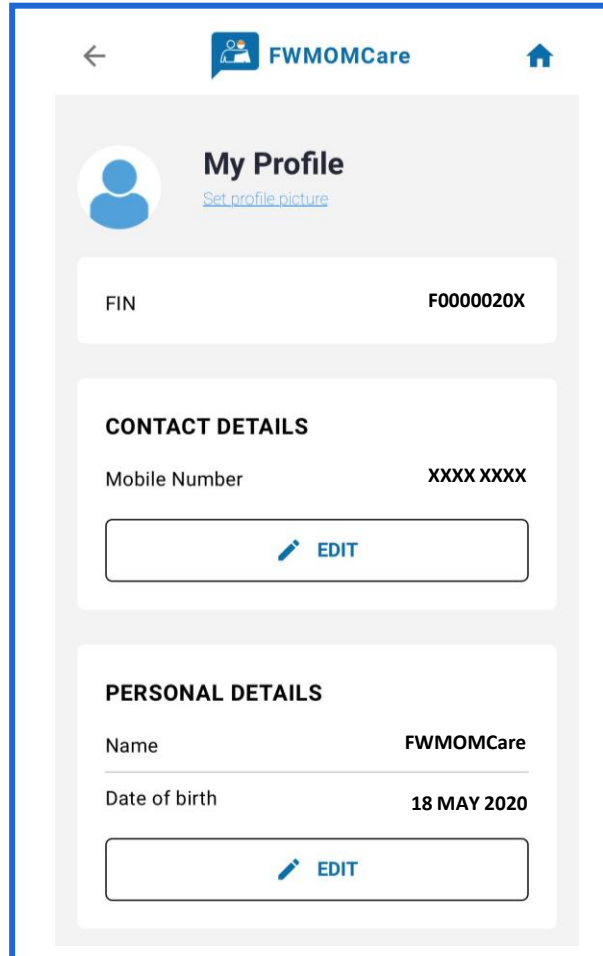 FWMOMCare
My Profile
Set profile picture
FIN F0000020X
CONTACT DETAILS
Mobile Number XXXX XXXX
EDIT
PERSONAL DETAILS
Name FWMOMCare
Date of birth 18 MAY 2020
EDIT